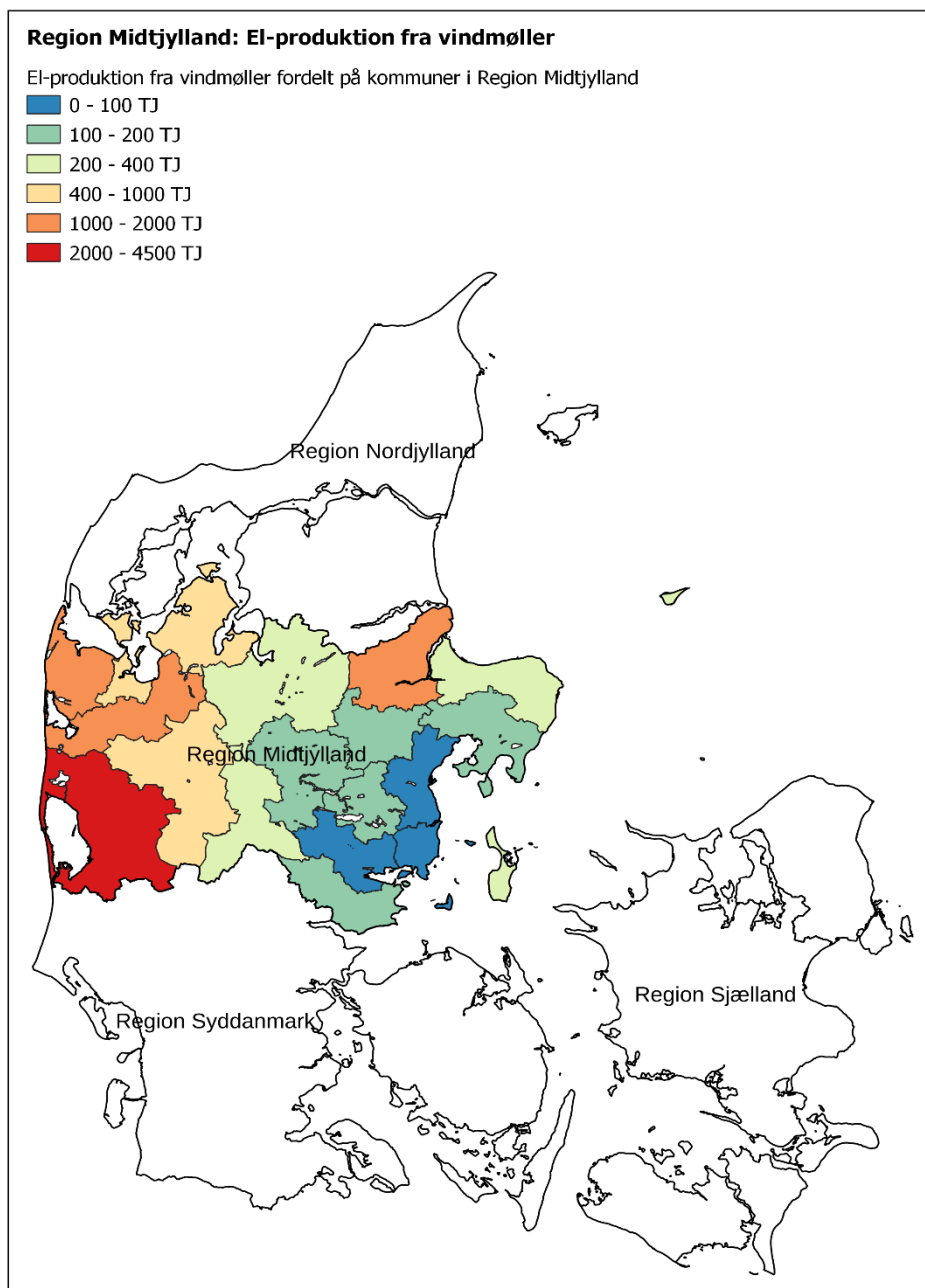 Region Midtjylland: El-produktion fra vindmøller
El-produktion fra vindmøller fordelt på kommuner i Region Midtjylland
0 - 100 TJ
100 - 200 TJ
200 - 400 TJ
400 - 1000 TJ
1000 - 2000 TJ
2000 - 4500 TJ
Region Nordjylland
Region Midtjylland
Region Sjælland
Region Syddanmark